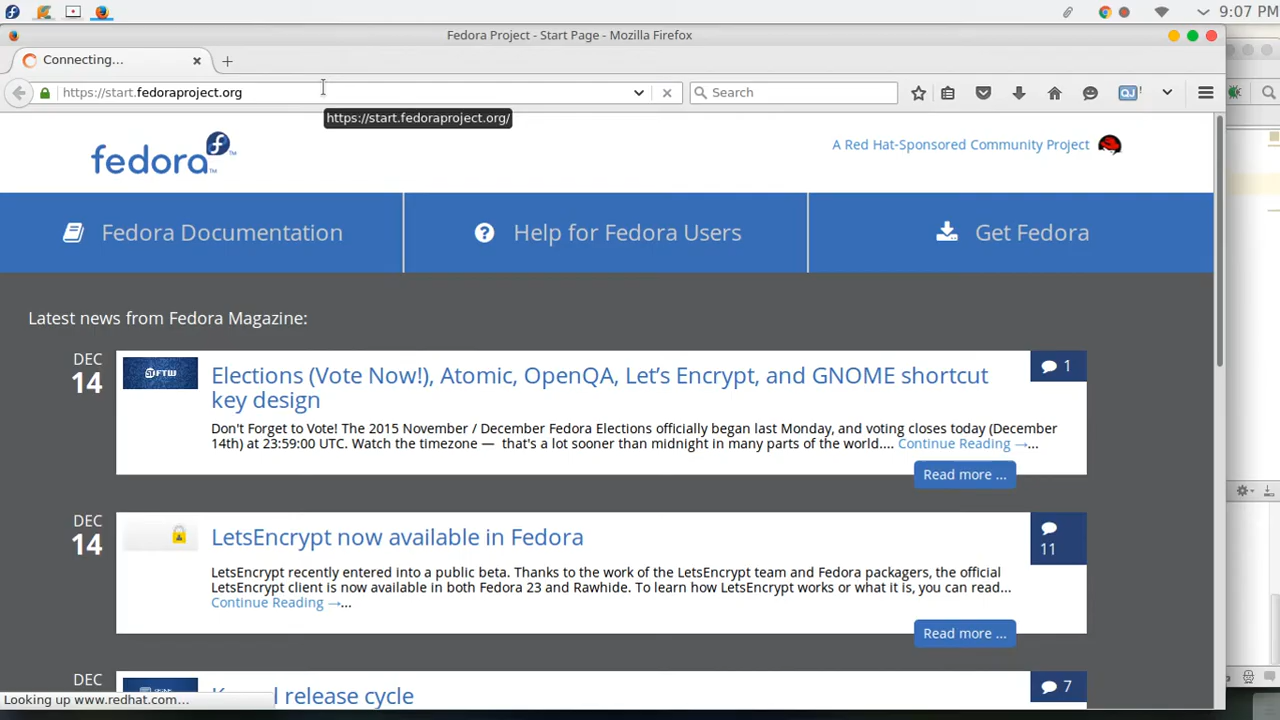 9:07 PM
Fedora Project - Start Page - Mozilla Firefox
Connecting...
https://start.fedoraproject.org
Search
https://start.fedoraproject.org/
fedora
A Red Hat-Sponsored Community Project
Fedora Documentation
Help for Fedora Users
Get Fedora
Latest news from Fedora Magazine:
DEC
14
FTW
Elections (Vote Now!), Atomic, OpenQA, Let's Encrypt, and GNOME shortcut
key design
1
Don't Forget to Vote! The 2015 November / December Fedora Elections officially began last Monday, and voting closes today (December
14th) at 23:59:00 UTC. Watch the timezone — that's a lot sooner than midnight in many parts of the world.... Continue Reading →...
Read more ...
DEC
14
LetsEncrypt now available in Fedora
11
LetsEncrypt recently entered into a public beta. Thanks to the work of the LetsEncrypt team and Fedora packagers, the official
LetsEncrypt client is now available in both Fedora 23 and Rawhide. To learn how LetsEncrypt works or what it is, you can read...
Continue Reading →...
Read more ...
DEC
release cycle
7
Looking up www.redhat.com...